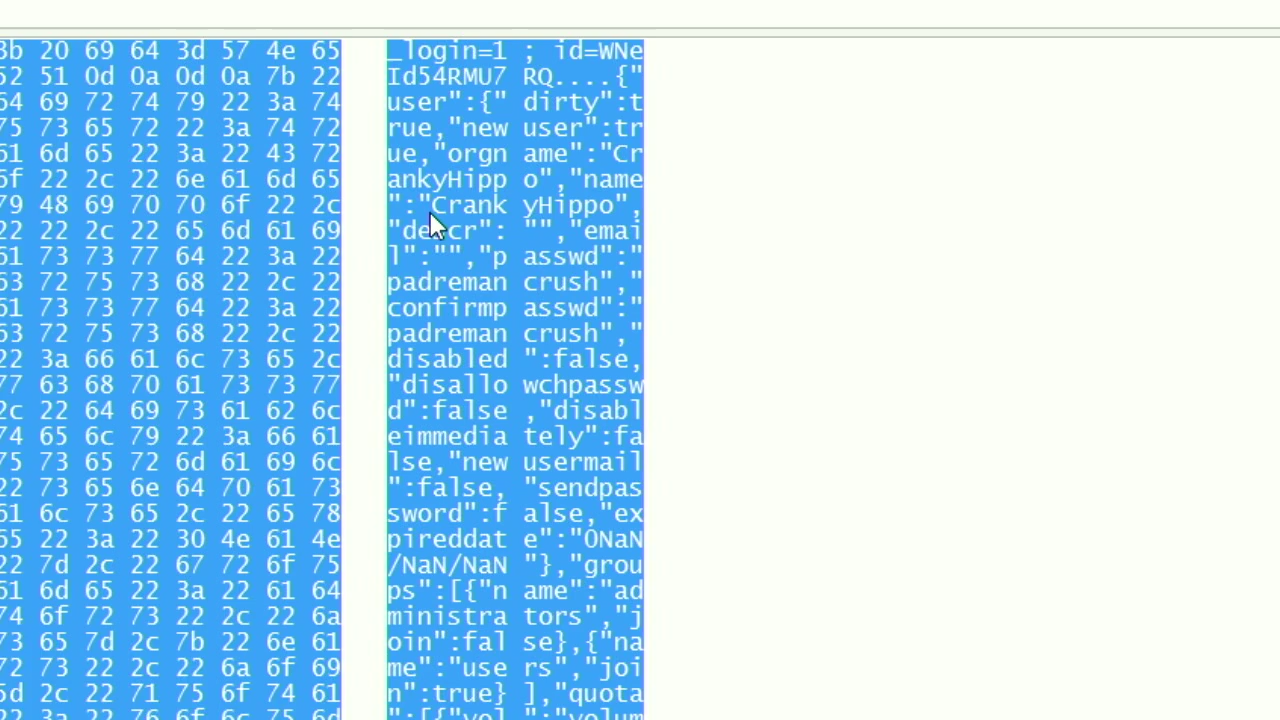 3b 20 69 64 3d 57 4e 65 _login=1 ; id=WNe
52 51 0d 0a 0d 0a 7b 22 Id54RMU7 RQ....{"
64 69 72 74 79 22 3a 74 user":{" dirty":t
75 73 65 72 22 3a 74 72 rue,"new user":tr
61 6d 65 22 3a 22 43 72 ue,"orgn ame":"Cr
6f 22 2c 22 6e 61 6d 65 ankyHipp o","name
79 48 69 70 70 6f 22 2c ":"Crank yHippo",
22 22 2c 22 65 6d 61 69 "descr": "","emai
61 73 73 77 64 22 3a 22 l":"","p asswd":"
63 72 75 73 68 22 2c 22 padreman crush","
61 73 73 77 64 22 3a 22 confirmp asswd":"
63 72 75 73 68 22 2c 22 padreman crush","
22 3a 66 61 6c 73 65 2c disabled ":false,
77 63 68 70 61 73 73 77 "disallo wchpassw
2c 22 64 69 73 61 62 6c d":false ,"disabl
74 65 6c 79 22 3a 66 61 eimmedia tely":fa
75 73 65 72 6d 61 69 6c lse,"new usermail
22 73 65 6e 64 70 61 73 ":false, "sendpas
61 6c 73 65 2c 22 65 78 sword":f alse,"ex
65 22 3a 22 30 4e 61 4e pireddat e":"0NaN
22 7d 2c 22 67 72 6f 75 /NaN/NaN "},"grou
61 6d 65 22 3a 22 61 64 ps":[{"n ame":"ad
74 6f 72 73 22 2c 22 6a ministra tors","j
73 65 7d 2c 7b 22 6e 61 oin":fal se},{"na
72 73 22 2c 22 6a 6f 69 me":"use rs","joi
5d 2c 22 71 75 6f 74 61 n":true} ],"quota
22 3a 22 76 6f 6c 75 6d ":[{"vol ":"volum